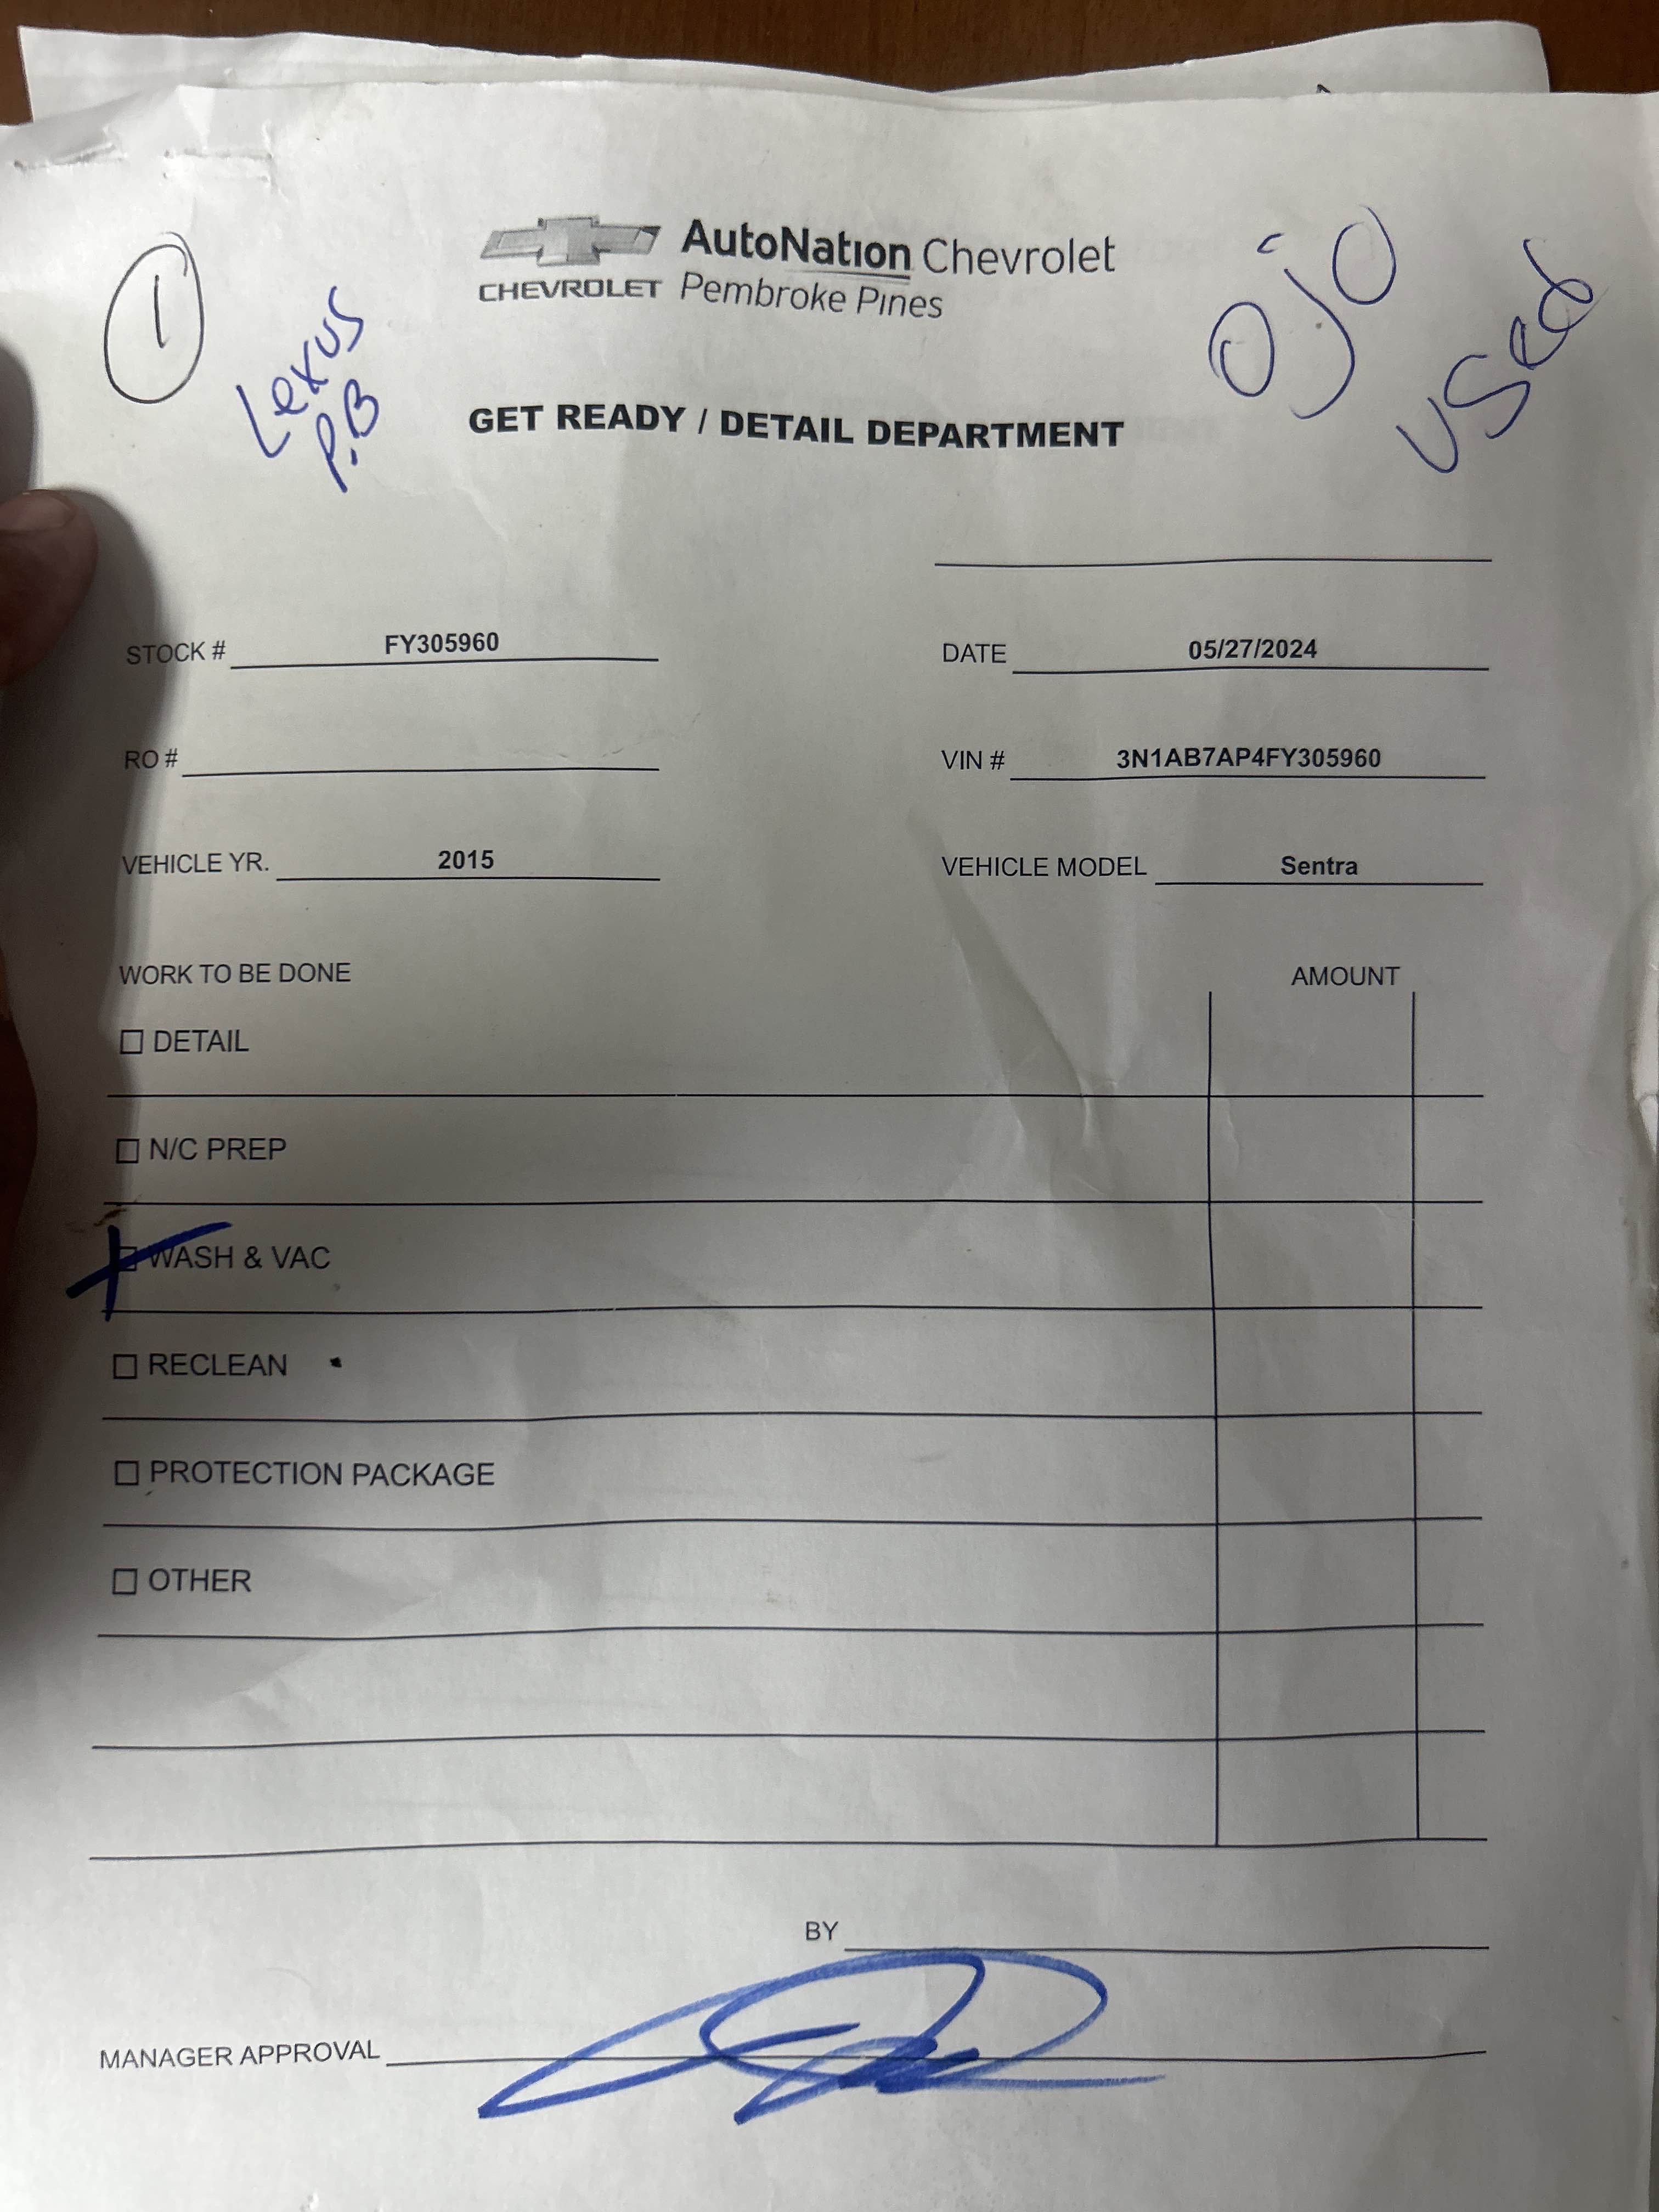 1
Lexus
P.B
CHEVROLET
AutoNation Chevrolet
Pembroke Pines
Ojo
Used
GET READY / DETAIL DEPARTMENT
STOCK # FY305960
DATE 05/27/2024
RO #
VIN # 3N1AB7AP4FY305960
VEHICLE YR. 2015
VEHICLE MODEL Sentra
WORK TO BE DONE
AMOUNT
DETAIL
N/C PREP
WASH & VAC
RECLEAN
PROTECTION PACKAGE
OTHER
BY
MANAGER APPROVAL